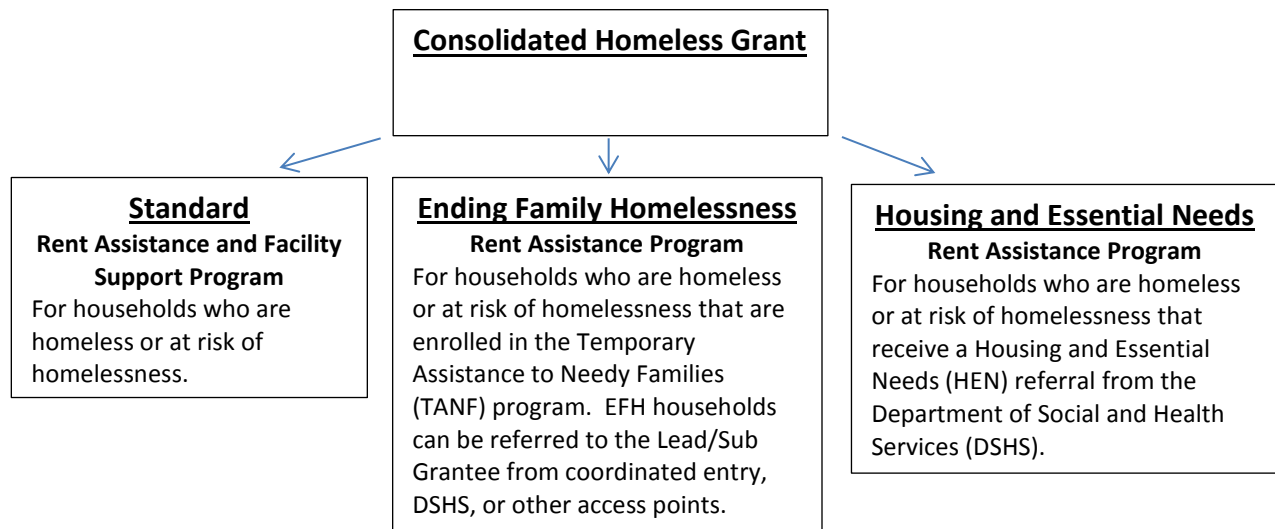 Consolidated Homeless Grant
Standard
Rent Assistance and Facility
Support Program
For households who are
homeless or at risk of
homelessness.
Ending Family Homelessness
Rent Assistance Program
For households who are homeless
or at risk of homelessness that are
enrolled in the Temporary
Assistance to Needy Families
(TANF) program.  EFH households
can be referred to the Lead/Sub
Grantee from coordinated entry,
DSHS, or other access points.
Housing and Essential Needs
Rent Assistance Program
For households who are homeless
or at risk of homelessness that
receive a Housing and Essential
Needs (HEN) referral from the
Department of Social and Health
Services (DSHS).